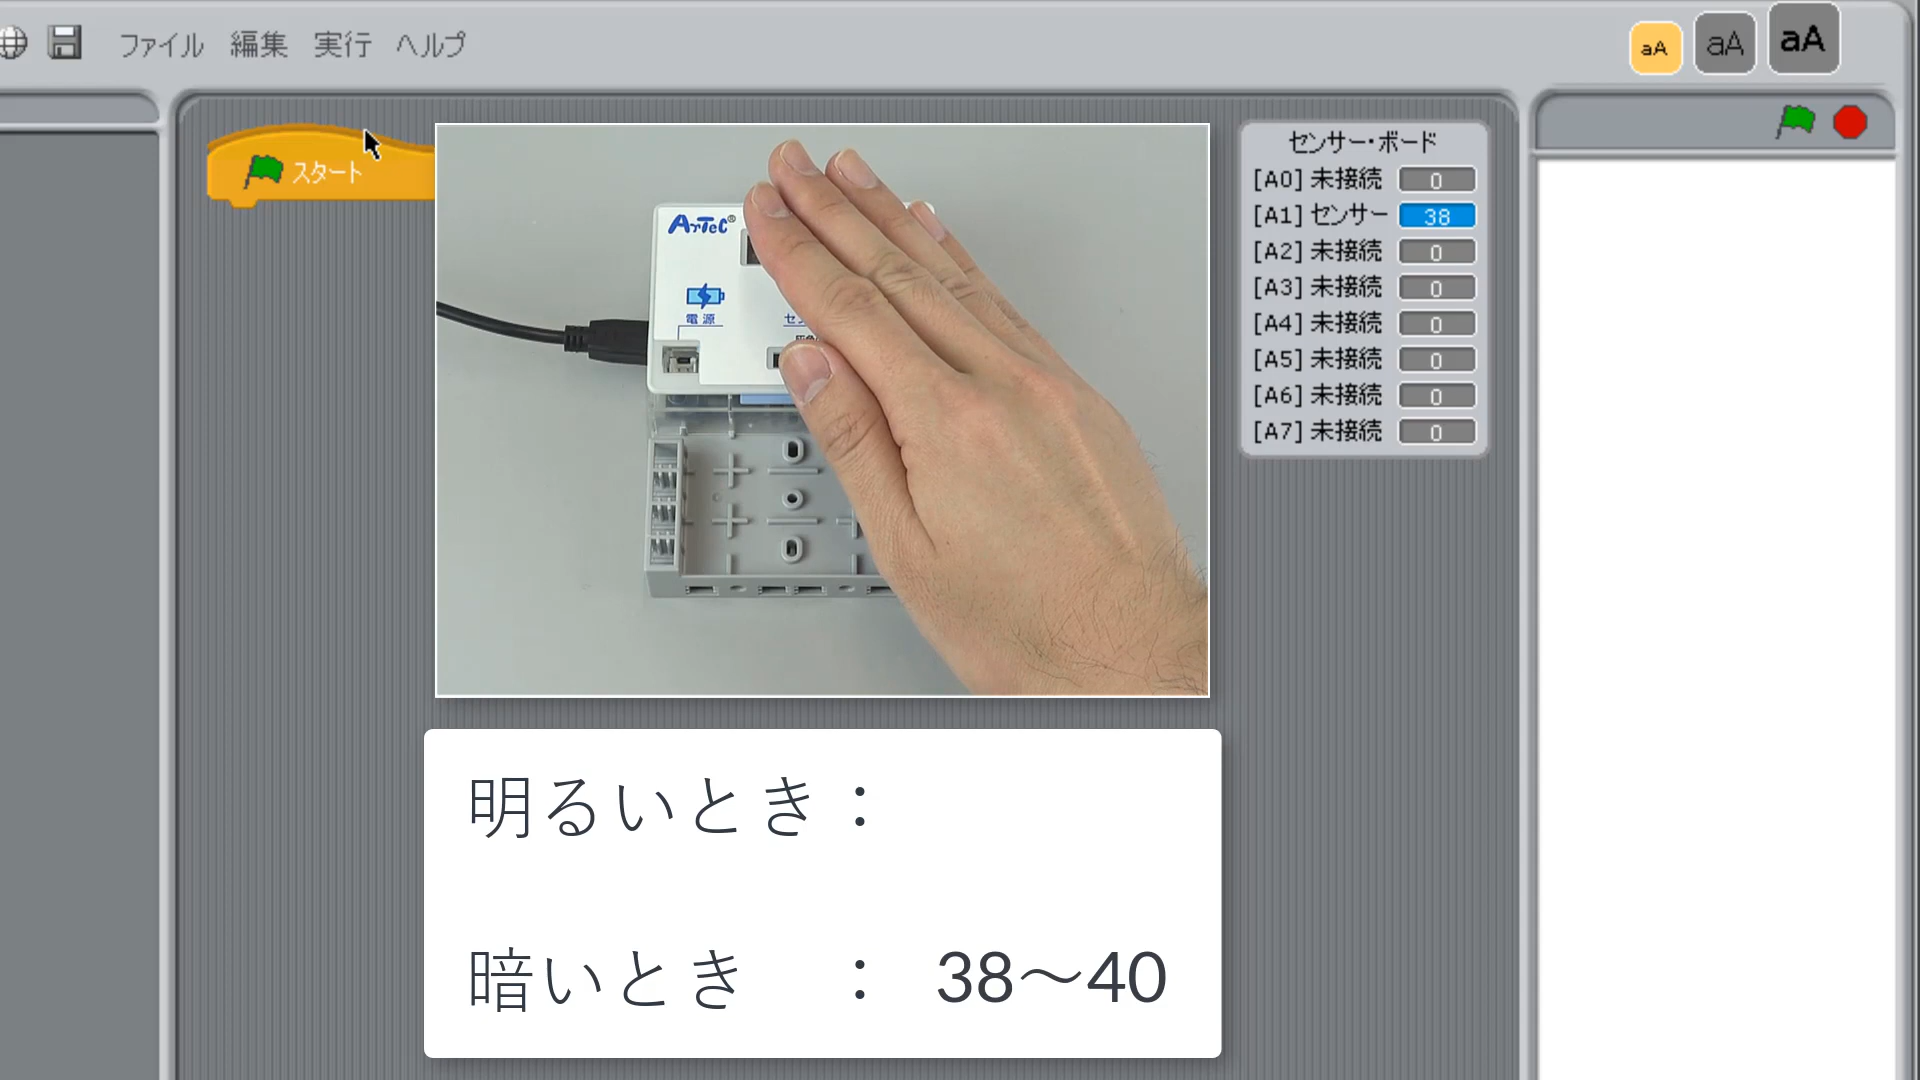 ファイル 編集 実行 ヘルプ
aA aA aA
スタート
ArTeC®
電源
セン
センサー・ボード
[A0] 未接続 0
[A1] センサー 38
[A2] 未接続 0
[A3] 未接続 0
[A4] 未接続 0
[A5] 未接続 0
[A6] 未接続 0
[A7] 未接続 0
明るいとき：
暗いとき ： 38〜40